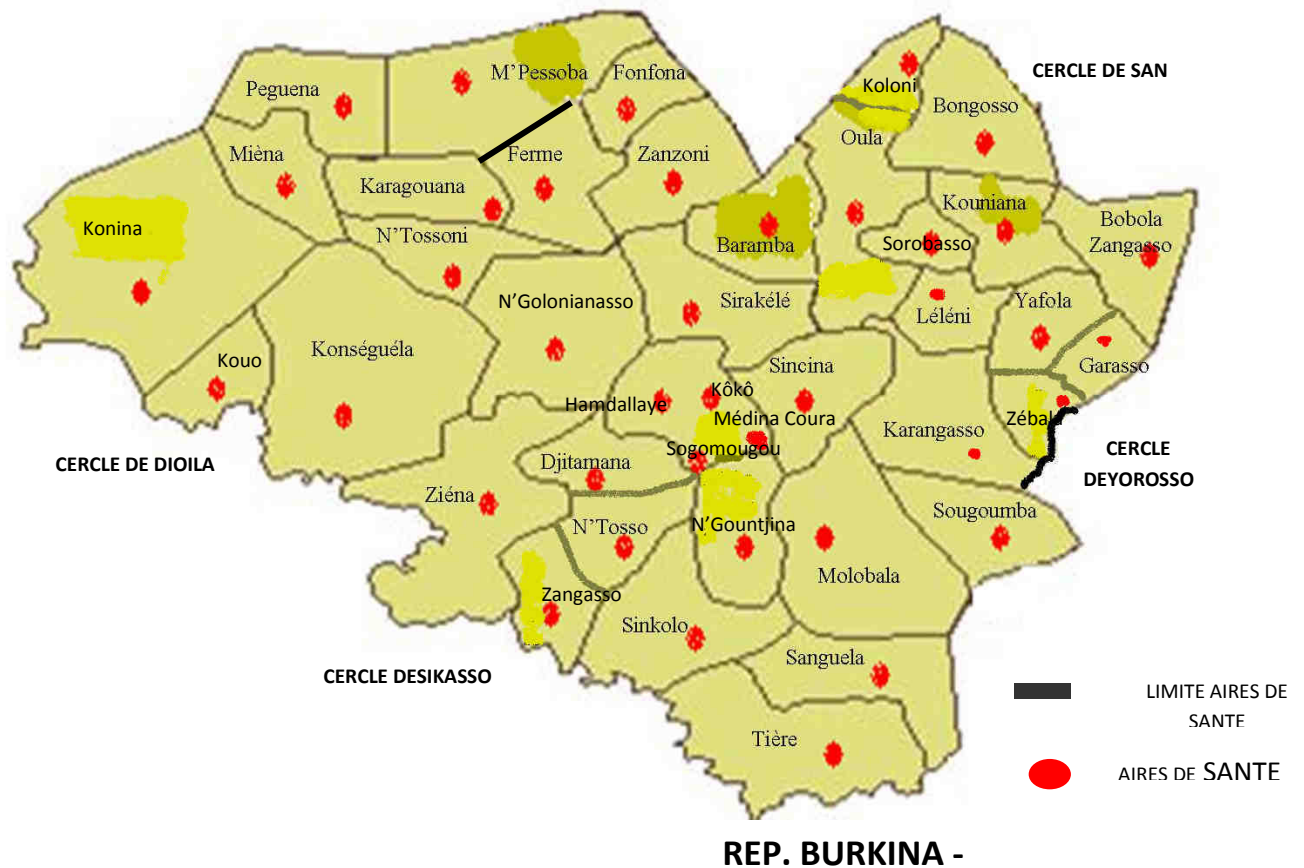 M'Pessoba
Fonfona
CERCLE DE SAN
Peguena
Koloni
Bongosso
Oula
Mièna
Ferme
Zanzoni
Karagouana
Kouniana
Konina
Bobola
Zangasso
N'Tossoni
Baramba
Sorobasso
N'Golonianasso
Sirakélé
Yafola
Léléni
Konséguéla
Kouo
Sincina
Garasso
Kôkô
Hamdallaye
Médina Coura
Zébala
Karangasso
Sogomougou
CERCLE DE DIOILA
Djitamana
CERCLE
DEYOROSSO
Ziéna
N'Tosso
N'Gountjina
Sougoumba
Molobala
Zangasso
Sinkolo
Sanguela
CERCLE DESIKASSO
LIMITE AIRES DE
SANTE
Tière
AIRES DE SANTE
REP. BURKINA -